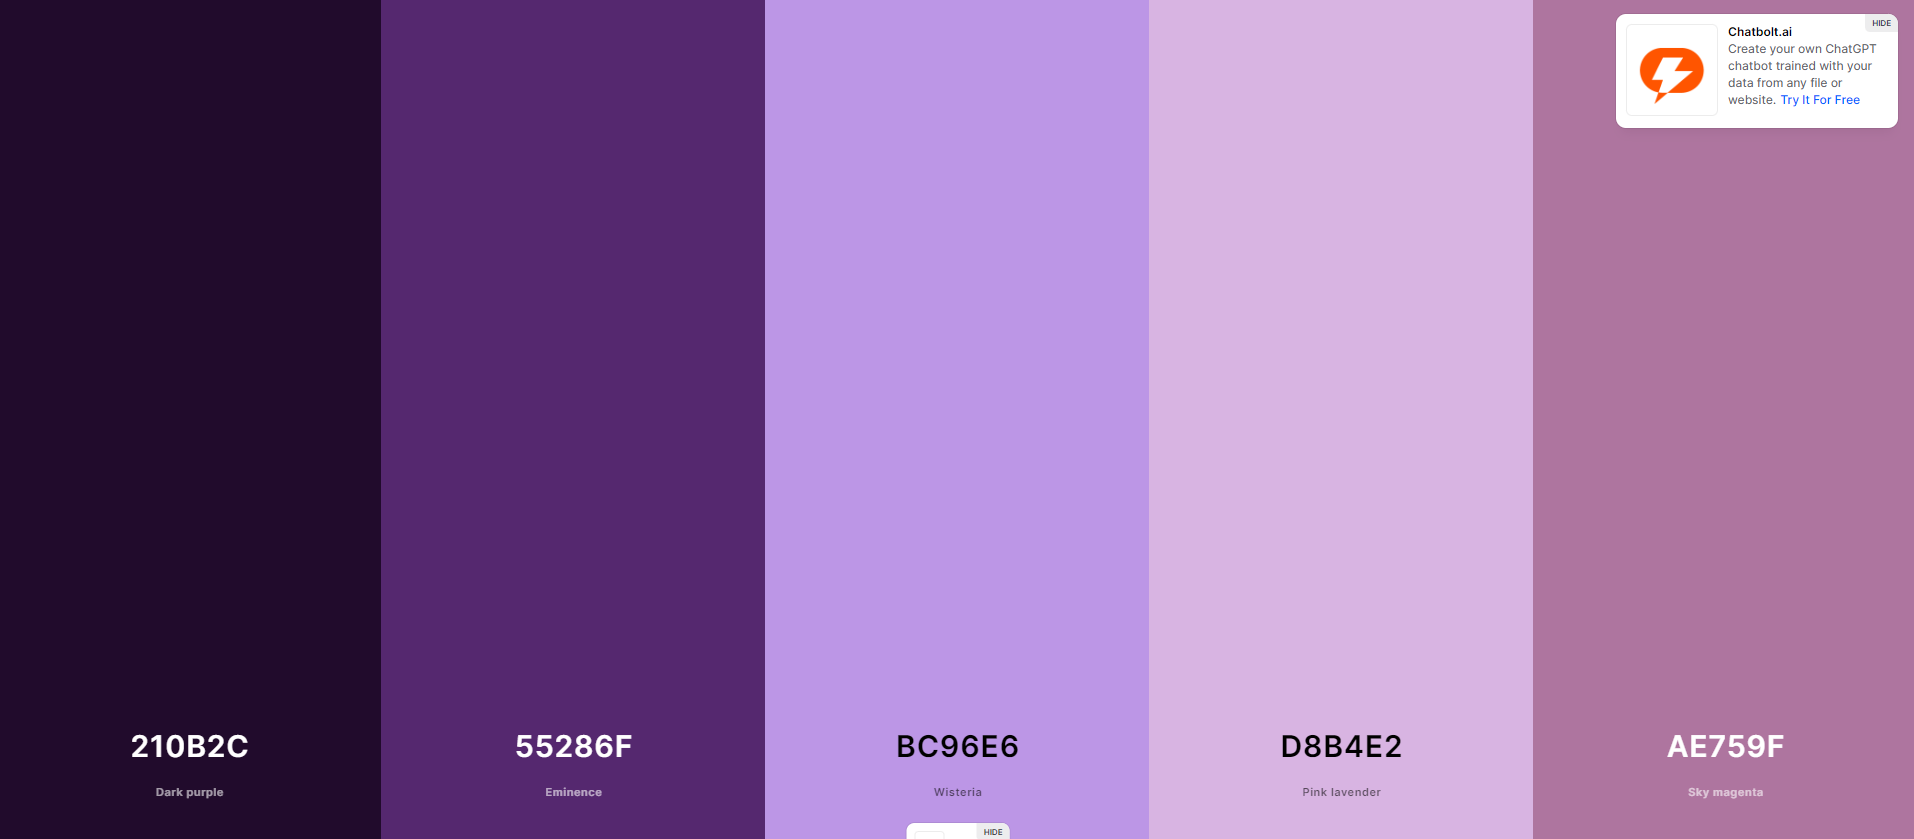 HIDE
Chatbolt.ai
Create your own ChatGPT
chatbot trained with your
data from any file or
website. Try It For Free
210B2C
55286F
BC96E6
D8B4E2
AE759F
Dark purple
Eminence
Wisteria
Pink lavender
Sky magenta
HIDE